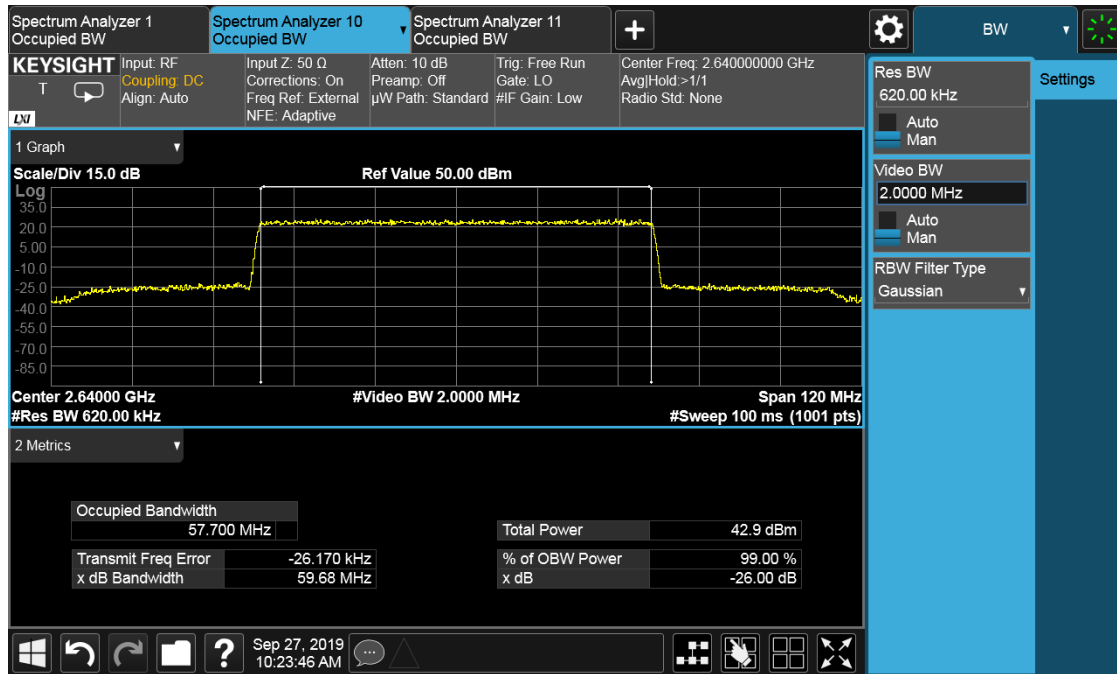 Spectrum Analyzer 1
Occupied BW
Spectrum Analyzer 10
Occupied BW
Spectrum Analyzer 11
Occupied BW
BW
KEYSIGHT
T
LXI
Input: RF
Coupling: DC
Align: Auto
Input Z: 50 Ω
Corrections: On
Freq Ref: External
NFE: Adaptive
Atten: 10 dB
Preamp: Off
µW Path: Standard
Trig: Free Run
Gate: LO
#IF Gain: Low
Center Freq: 2.640000000 GHz
Avg|Hold:>1/1
Radio Std: None
1 Graph
Scale/Div 15.0 dB
Ref Value 50.00 dBm
Log
35.0
20.0
5.00
-10.0
-25.0
-40.0
-55.0
-70.0
-85.0
Center 2.64000 GHz
#Video BW 2.0000 MHz
Span 120 MHz
#Res BW 620.00 kHz
#Sweep 100 ms (1001 pts)
2 Metrics
Occupied Bandwidth
57.700 MHz
Total Power 42.9 dBm
Transmit Freq Error -26.170 kHz
% of OBW Power 99.00 %
x dB Bandwidth 59.68 MHz
x dB -26.00 dB
Sep 27, 2019
10:23:46 AM
Res BW
620.00 kHz
Auto
Man
Video BW
2.0000 MHz
Auto
Man
RBW Filter Type
Gaussian
Settings